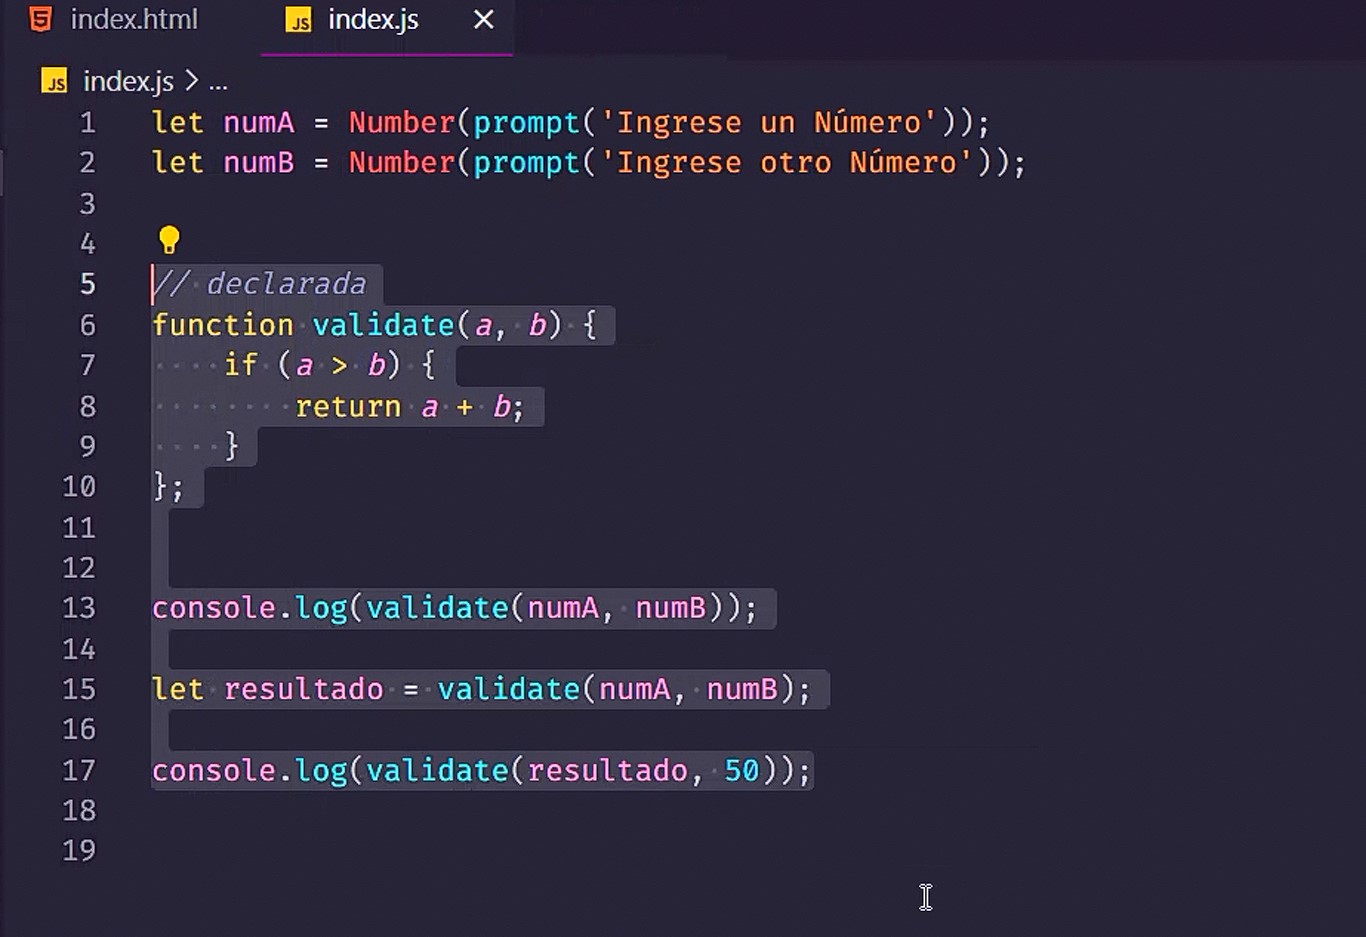 index.html
JS index.js ×
JS index.js > ...
1 let numA = Number(prompt('Ingrese un Número'));
2 let numB = Number(prompt('Ingrese otro Número'));
3
4
5 // declarada
6 function validate(a, b) {
7     if (a > b) {
8         return a + b;
9     }
10 };
11
12
13 console.log(validate(numA, numB));
14
15 let resultado = validate(numA, numB);
16
17 console.log(validate(resultado, 50));
18
19